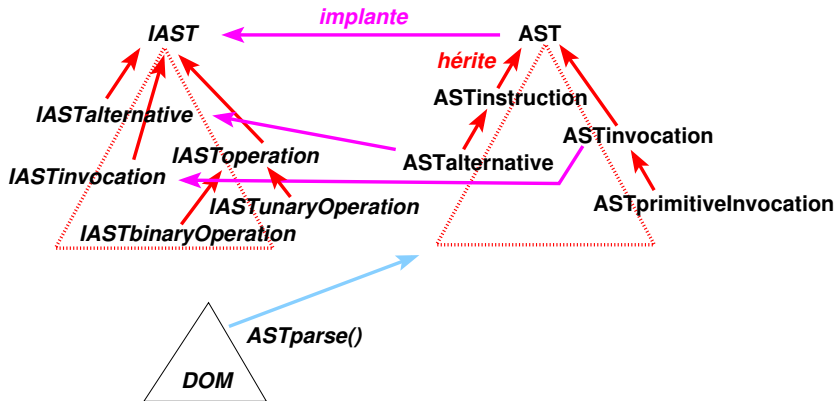 implante
IAST
AST
hérite
IASTalternative
ASTinstruction
IASToperation
ASTalternative
ASTinvocation
IASTinvocation
IASTunaryOperation
ASTprimitiveInvocation
IASTbinaryOperation
ASTparse()
DOM